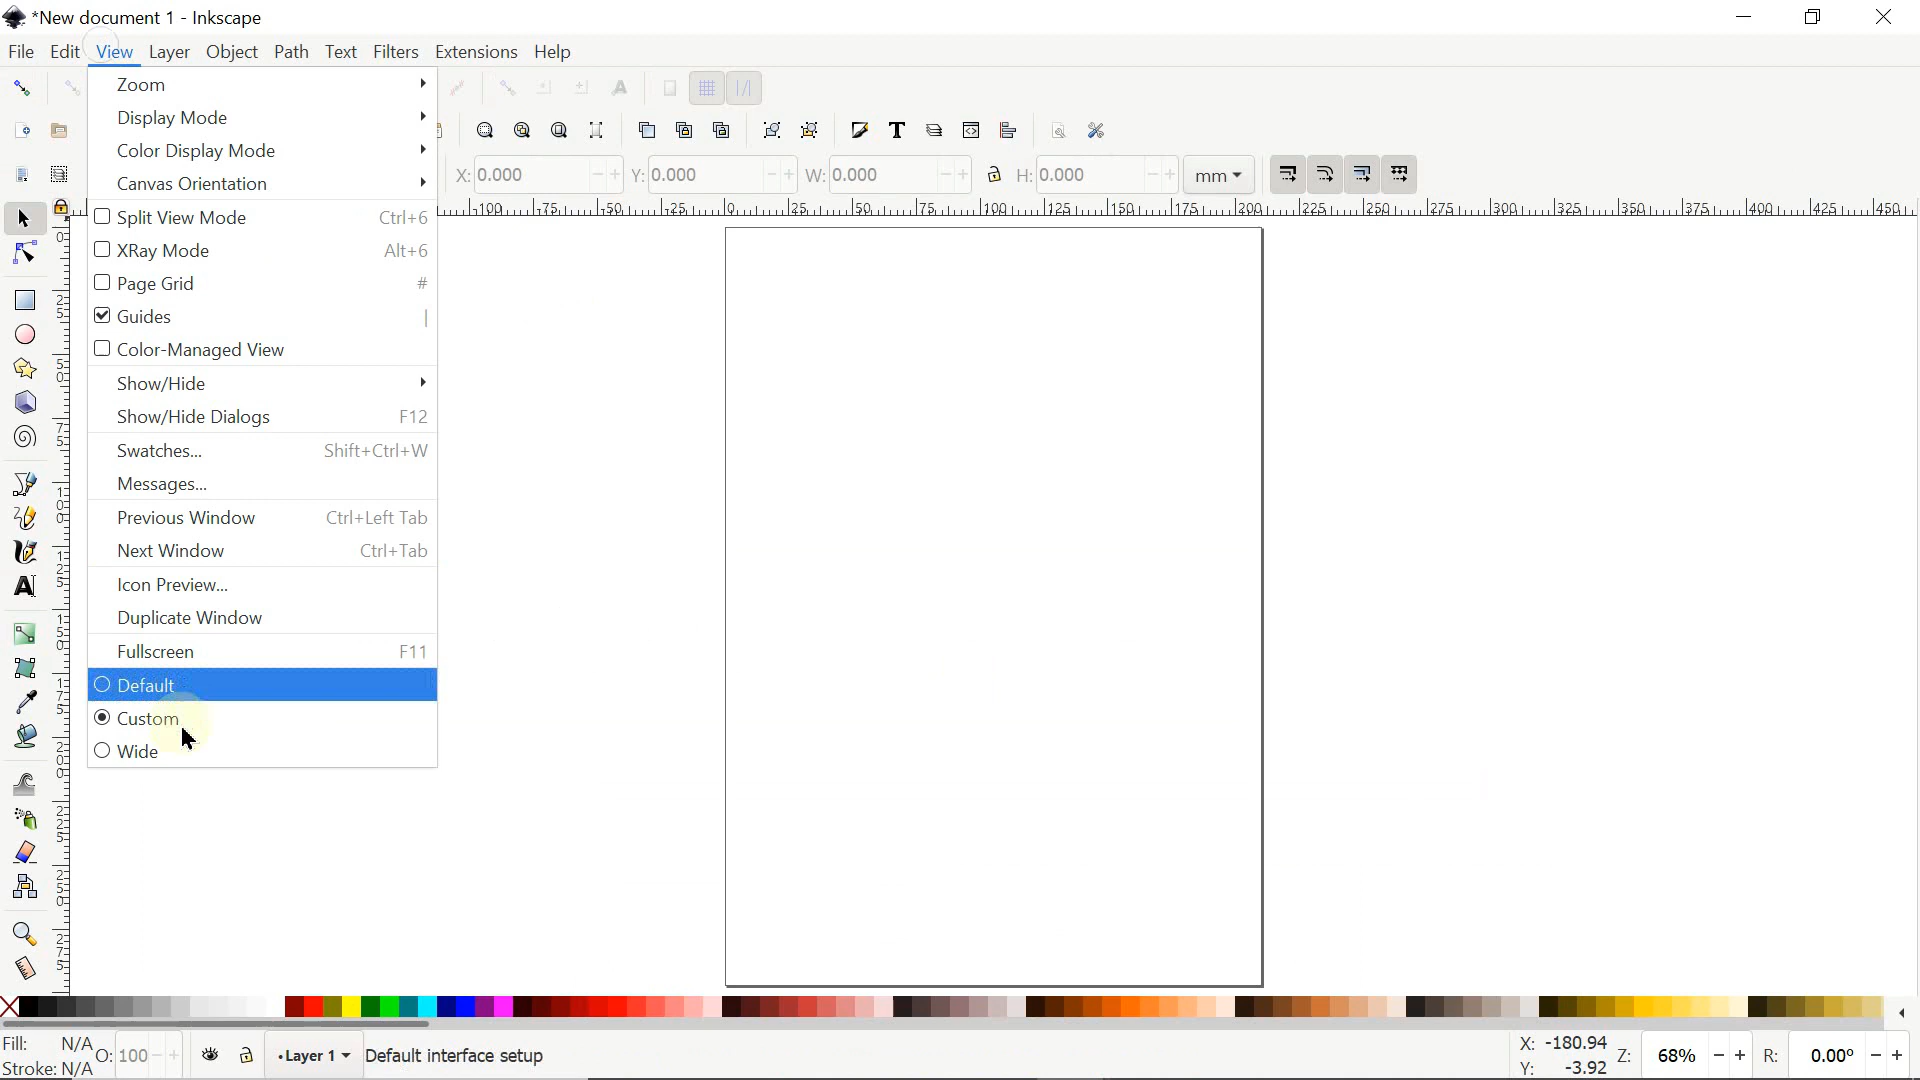 *New document 1 - Inkscape
File Edit View Layer Object Path Text Filters Extensions Help
Zoom
Display Mode
Color Display Mode
Canvas Orientation
X: 0.000 Y: 0.000 W: 0.000 H: 0.000 mm
Split View Mode Ctrl+6
XRay Mode Alt+6
Page Grid #
Guides |
Color-Managed View
Show/Hide
Show/Hide Dialogs F12
Swatches... Shift+Ctrl+W
Messages...
Previous Window Ctrl+Left Tab
Next Window Ctrl+Tab
Icon Preview...
Duplicate Window
Fullscreen F11
Default
Custom
Wide
Fill: N/A
Stroke: N/A
O: 100
•Layer 1
Default interface setup
X: -180.94
Y: -3.92
Z: 68%
R: 0.00°